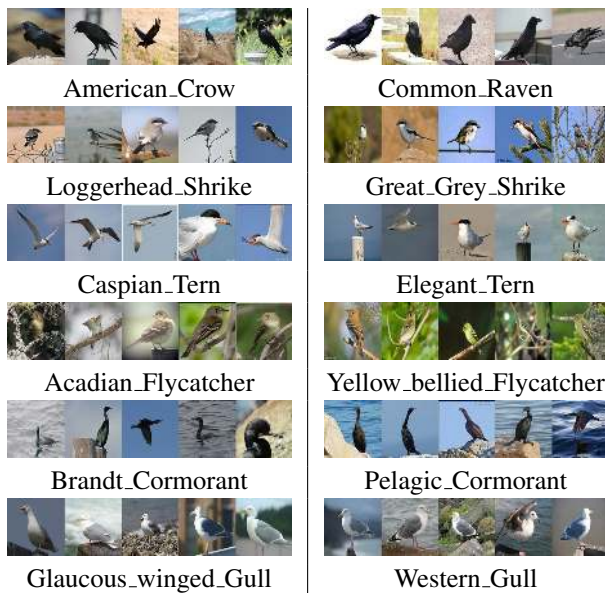 American_Crow
Common_Raven
Loggerhead_Shrike
Great_Grey_Shrike
Caspian_Tern
Elegant_Tern
Acadian_Flycatcher
Yellow_bellied_Flycatcher
Brandt_Cormorant
Pelagic_Cormorant
Glaucous_winged_Gull
Western_Gull